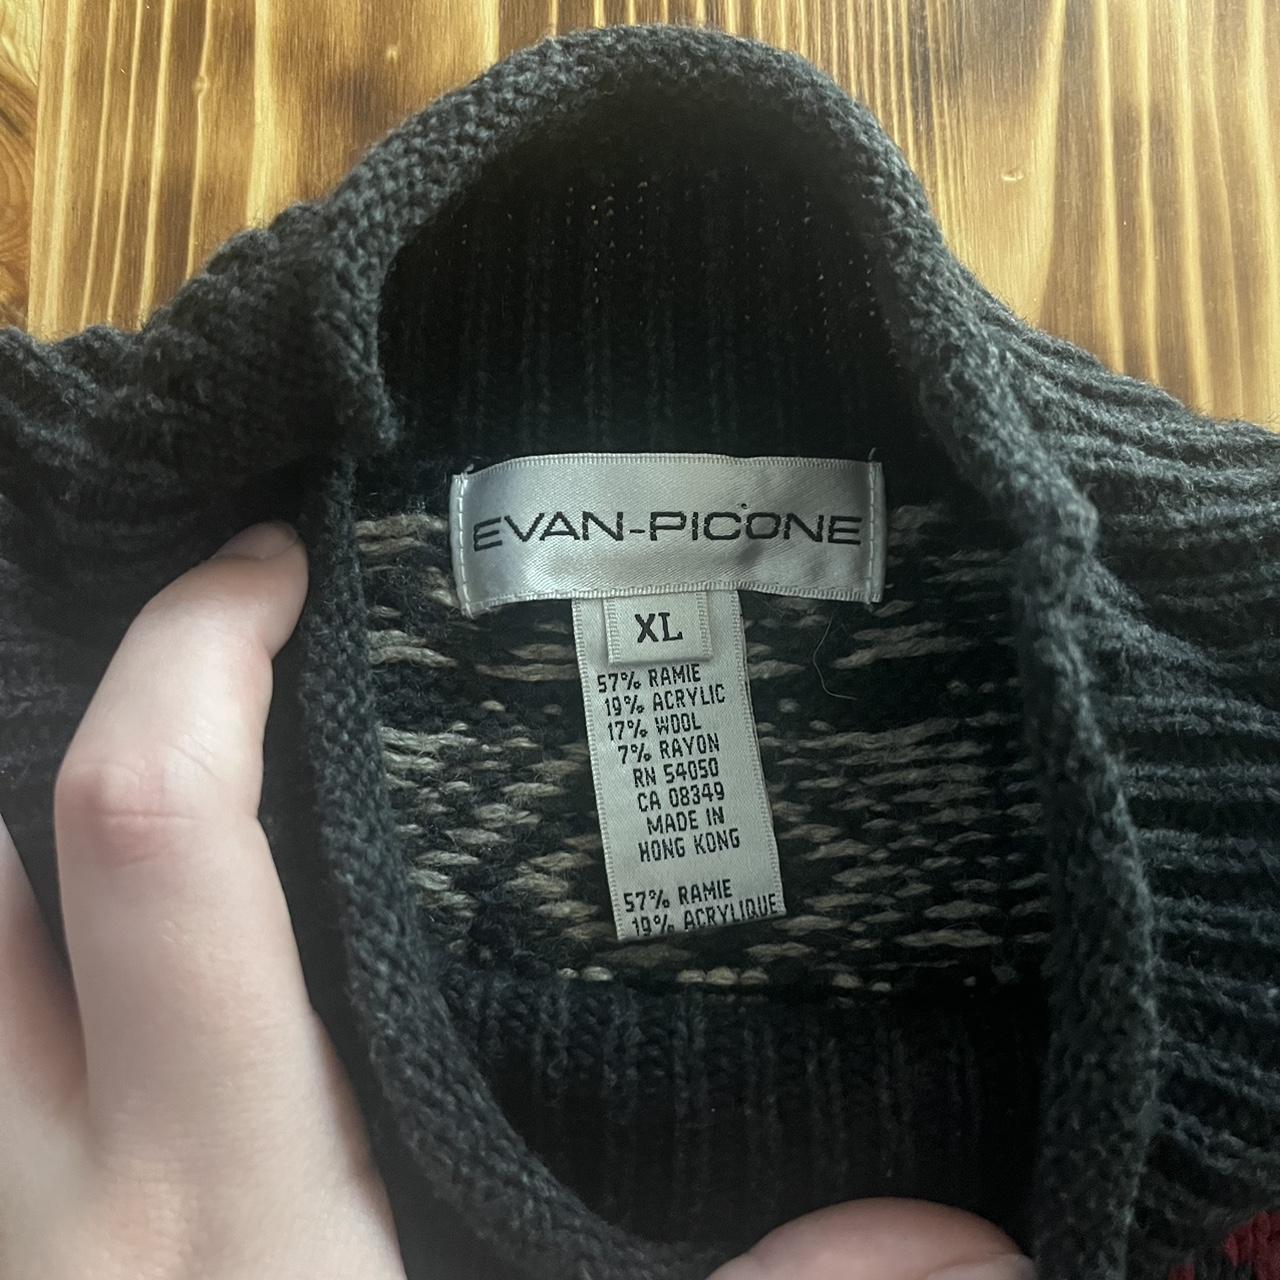 EVAN-PICONE
XL
57% RAMIE
19% ACRYLIC
17% WOOL
7% RAYON
RN 54050
CA 08349
MADE IN
HONG KONG
57% RAMIE
19% ACRYLIQUE